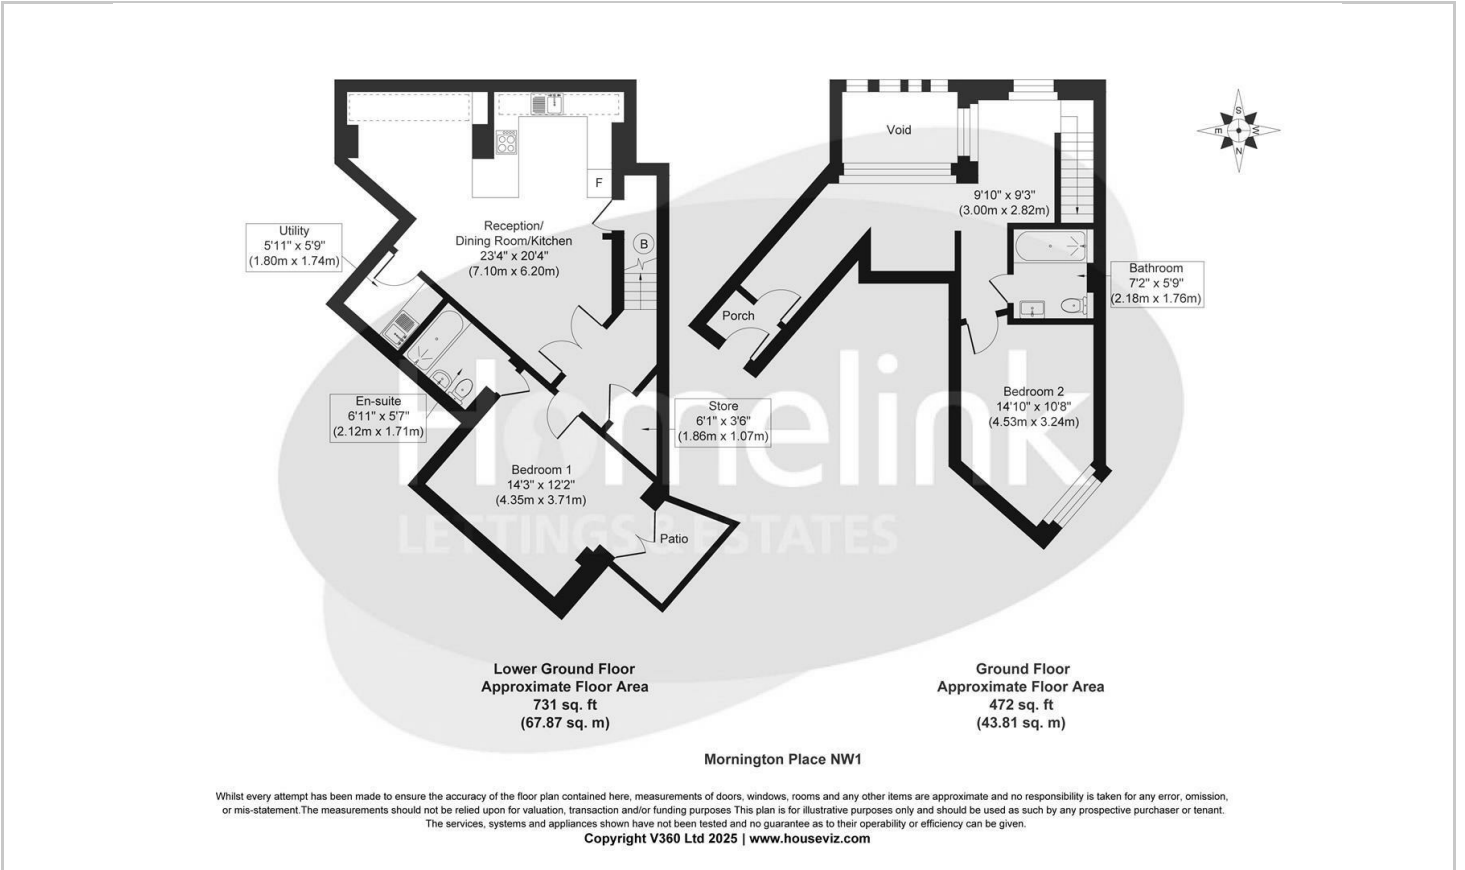 Void
S
E
W
N
F
9'10" x 9'3"
(3.00m x 2.82m)
Reception/
Dining Room/Kitchen
23'4" x 20'4"
(7.10m x 6.20m)
B
Utility
5'11" x 5'9"
(1.80m x 1.74m)
Bathroom
7'2" x 5'9"
(2.18m x 1.76m)
Porch
En-suite
6'11" x 5'7"
(2.12m x 1.71m)
Store
6'1" x 3'6"
(1.86m x 1.07m)
Bedroom 2
14'10" x 10'8"
(4.53m x 3.24m)
Homelink
LETTINGS & ESTATES
Bedroom 1
14'3" x 12'2"
(4.35m x 3.71m)
Patio
Lower Ground Floor
Approximate Floor Area
731 sq. ft
(67.87 sq. m)
Ground Floor
Approximate Floor Area
472 sq. ft
(43.81 sq. m)
Mornington Place NW1
Whilst every attempt has been made to ensure the accuracy of the floor plan contained here, measurements of doors, windows, rooms and any other items are approximate and no responsibility is taken for any error, omission,
or mis-statement.The measurements should not be relied upon for valuation, transaction and/or funding purposes This plan is for illustrative purposes only and should be used as such by any prospective purchaser or tenant.
The services, systems and appliances shown have not been tested and no guarantee as to their operability or efficiency can be given.
Copyright V360 Ltd 2025 | www.houseviz.com